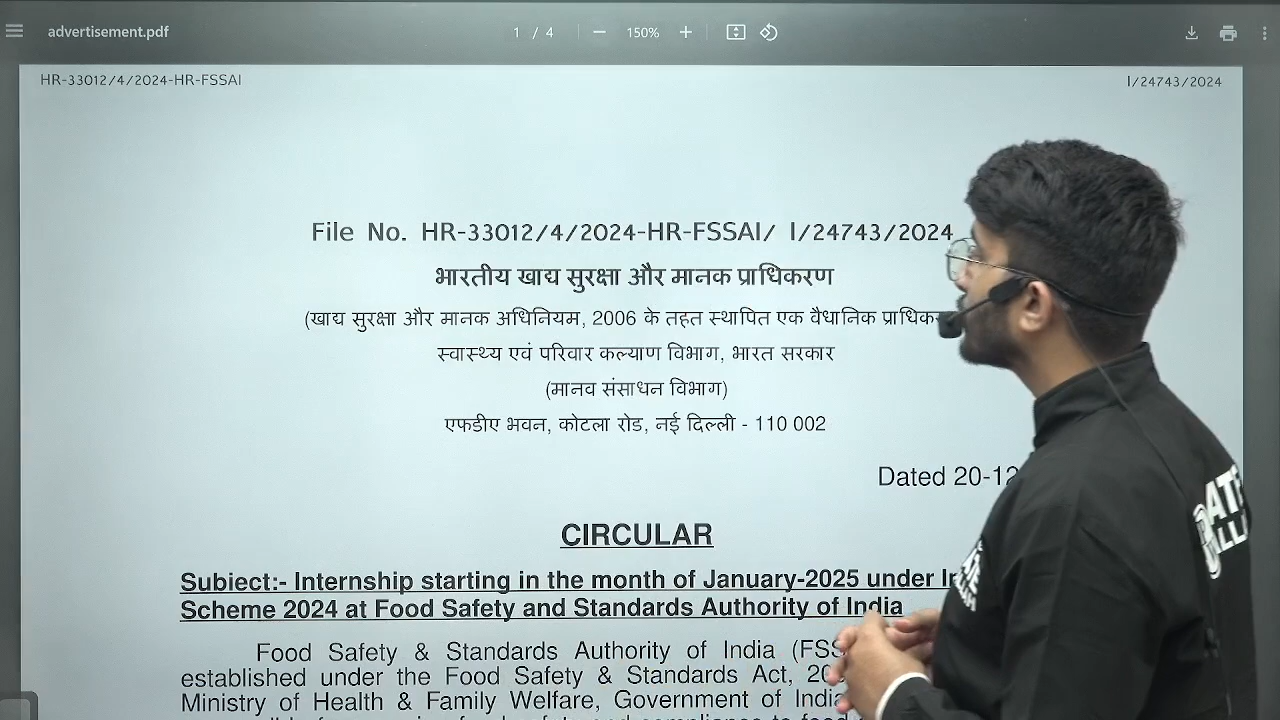 advertisement.pdf
1 / 4
150%
HR-33012/4/2024-HR-FSSAI
I/24743/2024
File No. HR-33012/4/2024-HR-FSSAI/ I/24743/2024
भारतीय खाद्य सुरक्षा और मानक प्राधिकरण
(खाद्य सुरक्षा और मानक अधिनियम, 2006 के तहत स्थापित एक वैधानिक
स्वास्थ्य एवं परिवार कल्याण विभाग, भारत सरकार
(मानव संसाधन विभाग)
एफडीए भवन, कोटला रोड, नई दिल्ली - 110 002
Dated 20-12
CIRCULAR
Subject:- Internship starting in the month of January-2025 under
Scheme 2024 at Food Safety and Standards Authority of India
Food Safety & Standards Authority of India
established under the Food Safety & Standards Act,
Ministry of Health & Family Welfare, Government of India